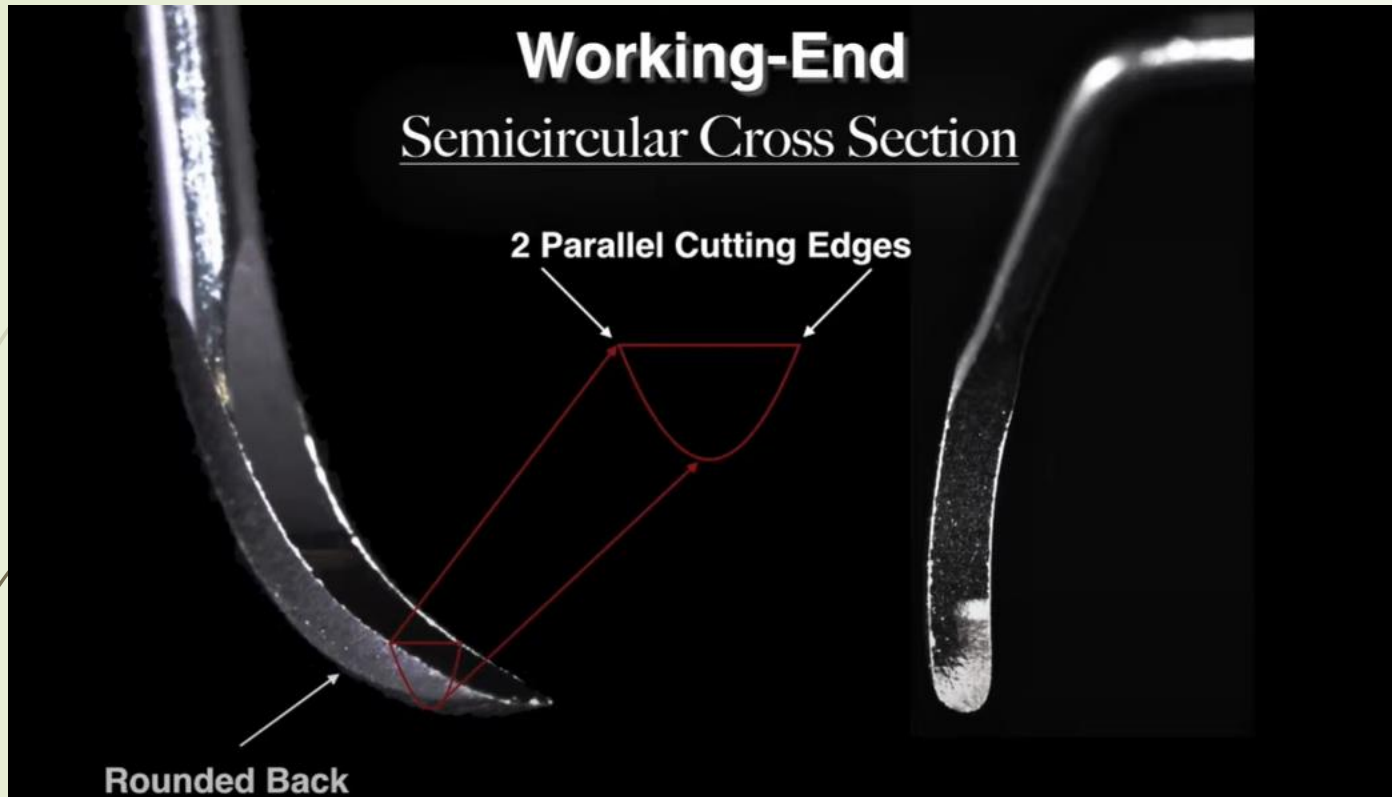 Working-End
Semicircular Cross Section
2 Parallel Cutting Edges
Rounded Back